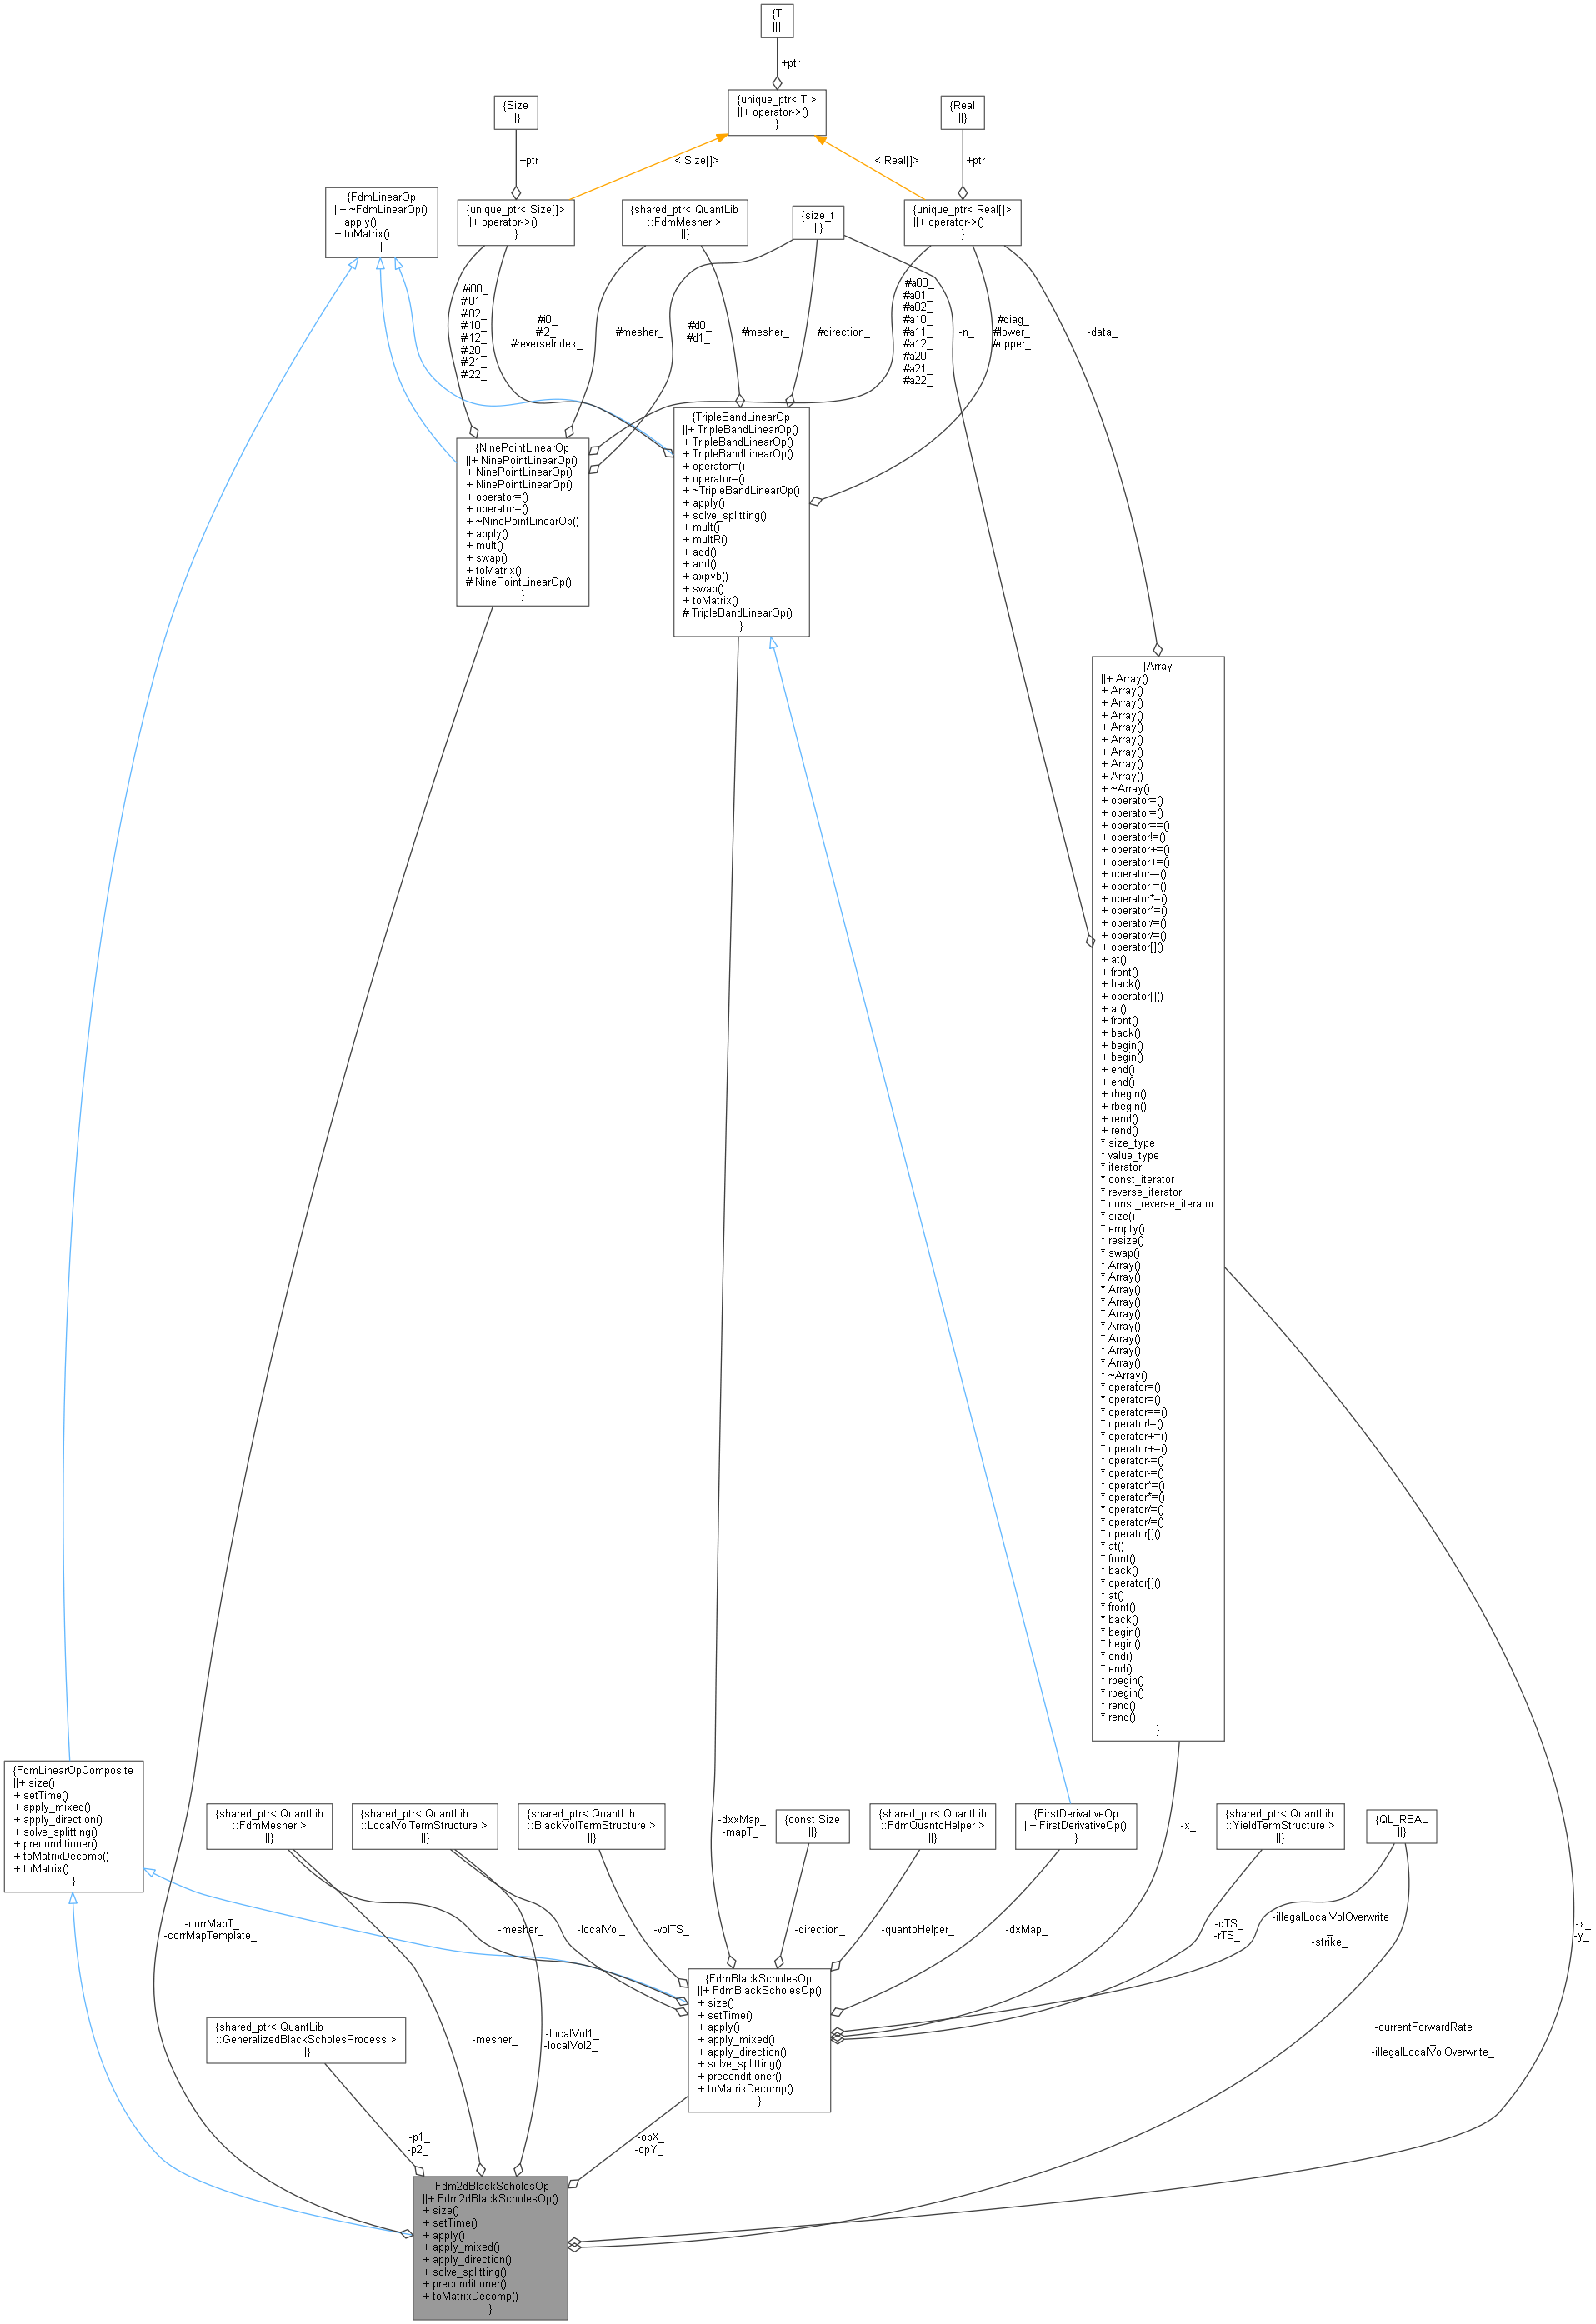 {T
||}
+ptr
{unique_ptr< T >
||+ operator->()
}
{Size
||}
{Real
||}
+ptr
+ptr
< Size[]>
< Real[]>
{FdmLinearOp
||+ ~FdmLinearOp()
+ apply()
+ toMatrix()
}
{unique_ptr< Size[]>
||+ operator->()
}
{shared_ptr< QuantLib
::FdmMesher >
||}
{size_t
||}
{unique_ptr< Real[]>
||+ operator->()
}
#i00_
#i01_
#i02_
#i10_
#i12_
#i20_
#i21_
#i22_
#i0_
#i2_
#reverseIndex_
#mesher_
#d0_
#d1_
#mesher_
#direction_
#a00_
#a01_
#a02_
#a10_
#a11_
#a12_
#a20_
#a21_
#a22_
-n_
#diag_
#lower_
#upper_
-data_
{NinePointLinearOp
||+ NinePointLinearOp()
+ NinePointLinearOp()
+ NinePointLinearOp()
+ operator=()
+ operator=()
+ ~NinePointLinearOp()
+ apply()
+ mult()
+ swap()
+ toMatrix()
# NinePointLinearOp()
}
{TripleBandLinearOp
||+ TripleBandLinearOp()
+ TripleBandLinearOp()
+ TripleBandLinearOp()
+ operator=()
+ operator=()
+ ~TripleBandLinearOp()
+ apply()
+ solve_splitting()
+ mult()
+ multR()
+ add()
+ add()
+ axpyb()
+ swap()
+ toMatrix()
# TripleBandLinearOp()
}
{Array
||+ Array()
+ Array()
+ Array()
+ Array()
+ Array()
+ Array()
+ Array()
+ Array()
+ Array()
+ ~Array()
+ operator=()
+ operator=()
+ operator==()
+ operator!=()
+ operator+=()
+ operator+=()
+ operator-=()
+ operator-=()
+ operator*=()
+ operator*=()
+ operator/=()
+ operator/=()
+ operator[]()
+ at()
+ front()
+ back()
+ operator[]()
+ at()
+ front()
+ back()
+ begin()
+ begin()
+ end()
+ end()
+ rbegin()
+ rbegin()
+ rend()
+ rend()
* size_type
* value_type
* iterator
* const_iterator
* reverse_iterator
* const_reverse_iterator
* size()
* empty()
* resize()
* swap()
* Array()
* Array()
* Array()
* Array()
* Array()
* Array()
* Array()
* Array()
* Array()
* ~Array()
* operator=()
* operator=()
* operator==()
* operator!=()
* operator+=()
* operator+=()
* operator-=()
* operator-=()
* operator*=()
* operator*=()
* operator/=()
* operator/=()
* operator[]()
* at()
* front()
* back()
* operator[]()
* at()
* front()
* back()
* begin()
* begin()
* end()
* end()
* rbegin()
* rbegin()
* rend()
* rend()
}
{FdmLinearOpComposite
||+ size()
+ setTime()
+ apply_mixed()
+ apply_direction()
+ solve_splitting()
+ preconditioner()
+ toMatrixDecomp()
+ toMatrix()
}
{shared_ptr< QuantLib
::FdmMesher >
||}
{shared_ptr< QuantLib
::LocalVolTermStructure >
||}
{shared_ptr< QuantLib
::BlackVolTermStructure >
||}
-dxxMap_
-mapT_
{const Size
||}
{shared_ptr< QuantLib
::FdmQuantoHelper >
||}
{FirstDerivativeOp
||+ FirstDerivativeOp()
}
-x_
{shared_ptr< QuantLib
::YieldTermStructure >
||}
{QL_REAL
||}
-corrMapT_
-corrMapTemplate_
-mesher_
-localVol_
-volTS_
-direction_
-quantoHelper_
-dxMap_
-qTS_
-rTS_
-illegalLocalVolOverwrite
_
-strike_
-x_
-y_
{FdmBlackScholesOp
||+ FdmBlackScholesOp()
+ size()
+ setTime()
+ apply()
+ apply_mixed()
+ apply_direction()
+ solve_splitting()
+ preconditioner()
+ toMatrixDecomp()
}
{shared_ptr< QuantLib
::GeneralizedBlackScholesProcess >
||}
-mesher_
-localVol1_
-localVol2_
-currentForwardRate
_
-illegalLocalVolOverwrite_
-p1_
-p2_
-opX_
-opY_
{Fdm2dBlackScholesOp
||+ Fdm2dBlackScholesOp()
+ size()
+ setTime()
+ apply()
+ apply_mixed()
+ apply_direction()
+ solve_splitting()
+ preconditioner()
+ toMatrixDecomp()
}